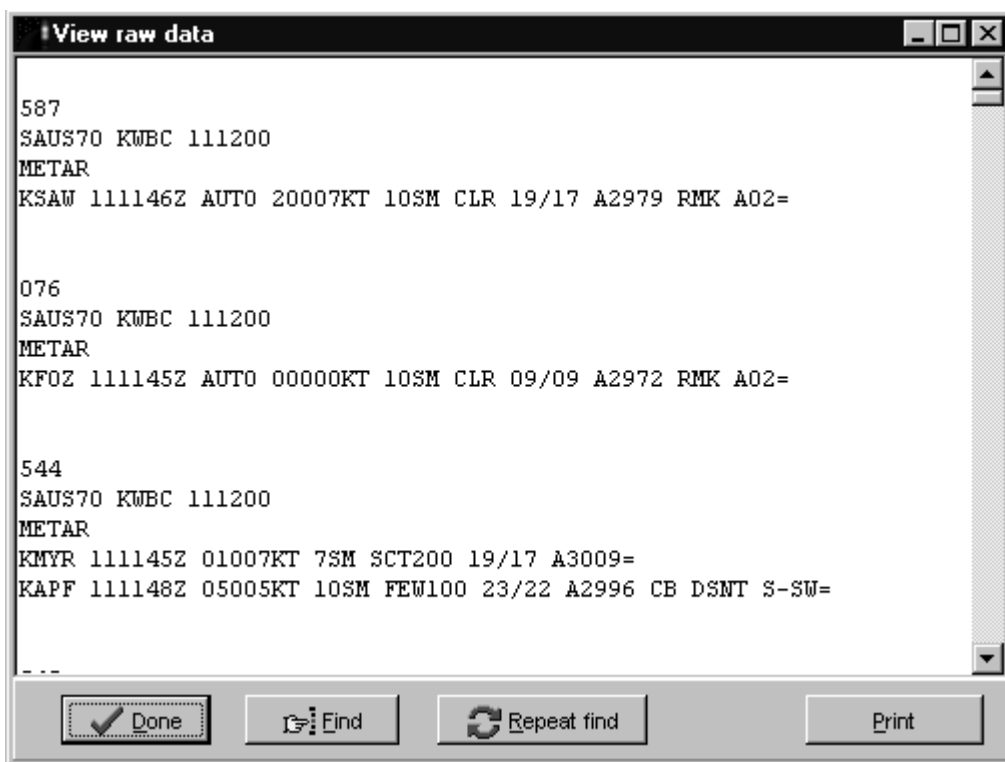 View raw data
587
SAUS70 KWBC 111200
METAR
KSAW 111146Z AUTO 20007KT 10SM CLR 19/17 A2979 RMK A02=
076
SAUS70 KWBC 111200
METAR
KFOZ 111145Z AUTO 00000KT 10SM CLR 09/09 A2972 RMK A02=
544
SAUS70 KWBC 111200
METAR
KMYR 111145Z 01007KT 7SM SCT200 19/17 A3009=
KAPF 111148Z 05005KT 10SM FEW100 23/22 A2996 CB DSNT S-SW=
Done Find Repeat find Print